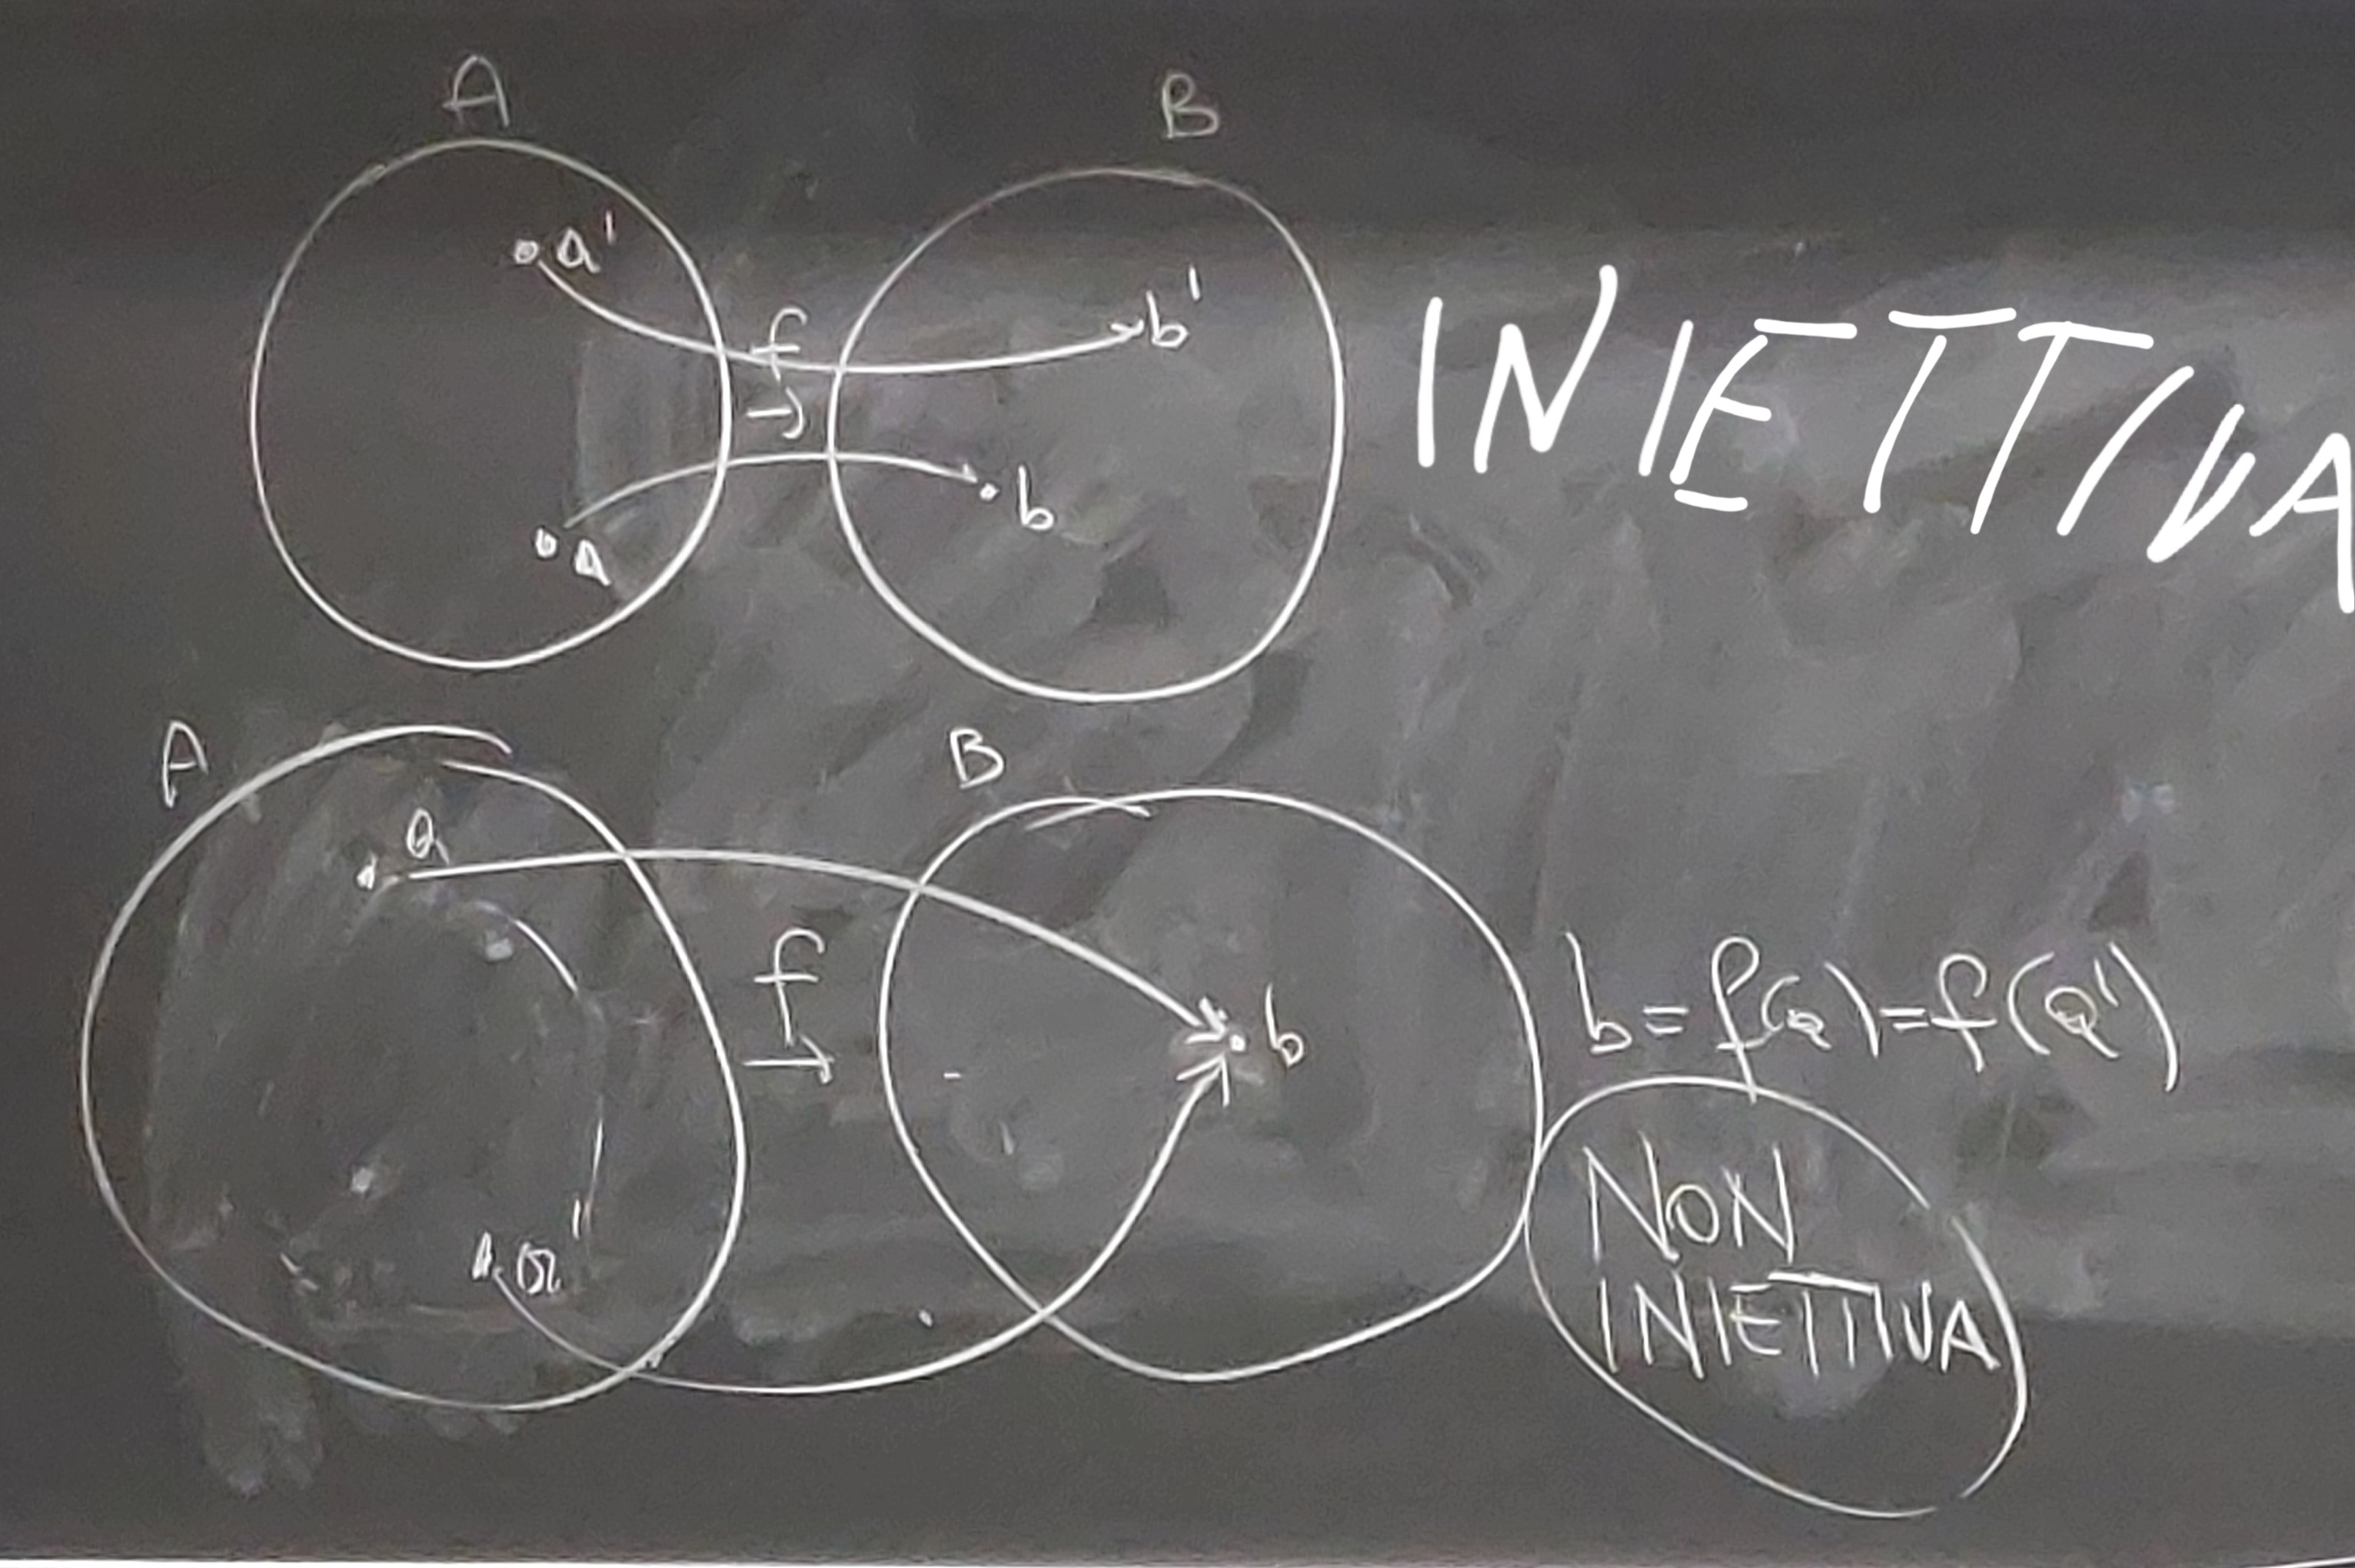 A
B
a'
b'
f
→
b
a
INIETTIVA
A
B
a
f
→
b
b = f(a) = f(a')
a'
NON
INIETTIVA